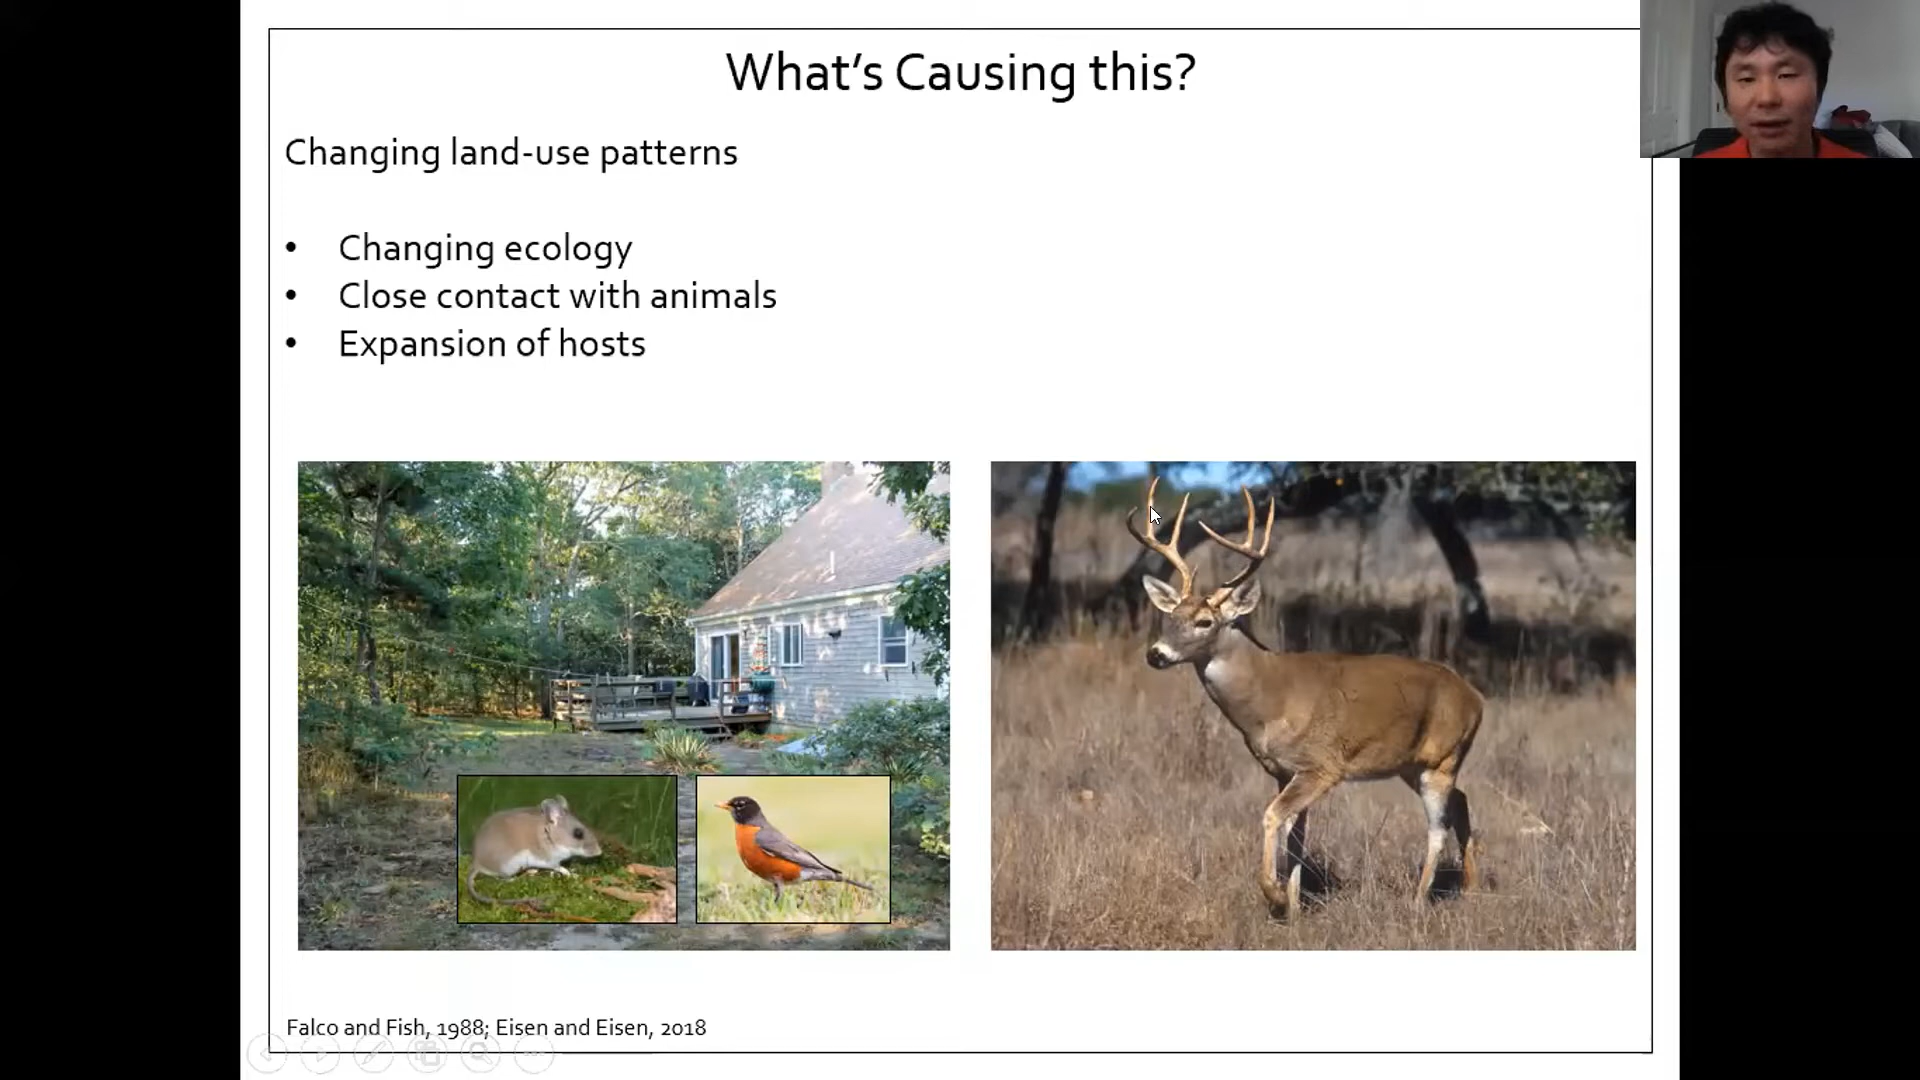 What's Causing this?
Changing land-use patterns
• Changing ecology
• Close contact with animals
• Expansion of hosts
Falco and Fish, 1988; Eisen and Eisen, 2018